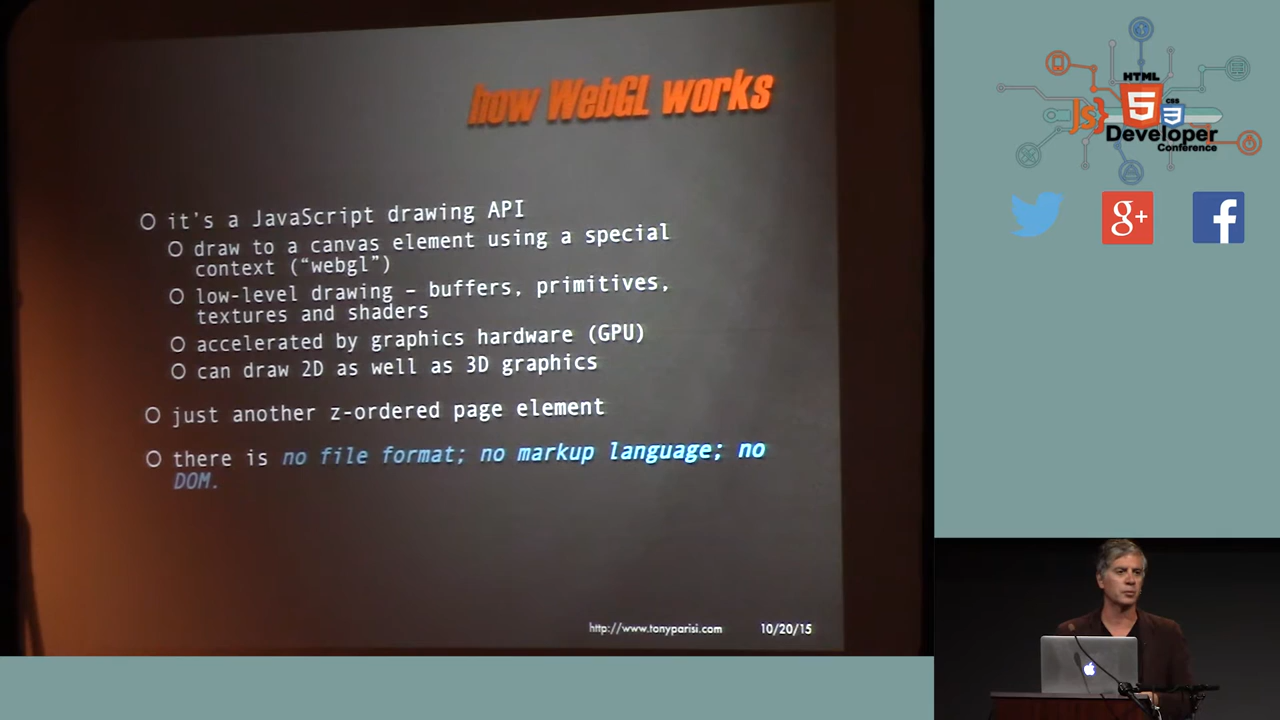 how WebGL works
it's a JavaScript drawing API
draw to a canvas element using a special
context (“webgl”)
low-level drawing – buffers, primitives,
textures and shaders
accelerated by graphics hardware (GPU)
can draw 2D as well as 3D graphics
just another z-ordered page element
there is no file format; no markup language; no
DOM.
http://www.tonyparisi.com 10/20/15
HTML
5
CSS
3
JS}
Developer
Conference
g+
f